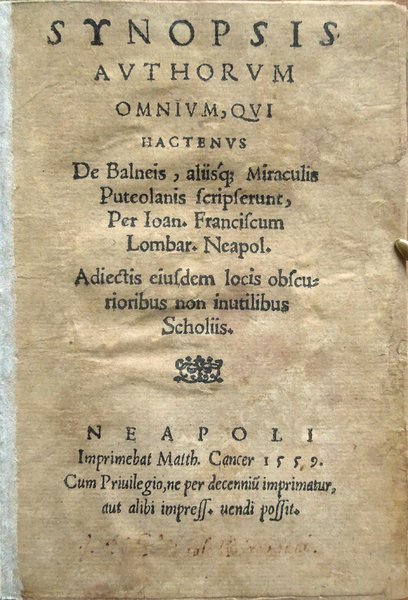 SYNOPSIS
AVTHORVM
OMNIVM, QVI
HACTENVS
De Balneis, aliisq; Miraculis
Puteolanis ſcripſerunt,
Per Ioan. Franciſcum
Lombar. Neapol.
Adiectis eiuſdem locis obſcu-
rioribus non inutilibus
Scholiis.
NEAPOLI
Imprimebat Matth. Cancer 1559.
Cum Priuilegio, ne per decenniū imprimatur,
aut alibi impreſſ. uendi poſſit.